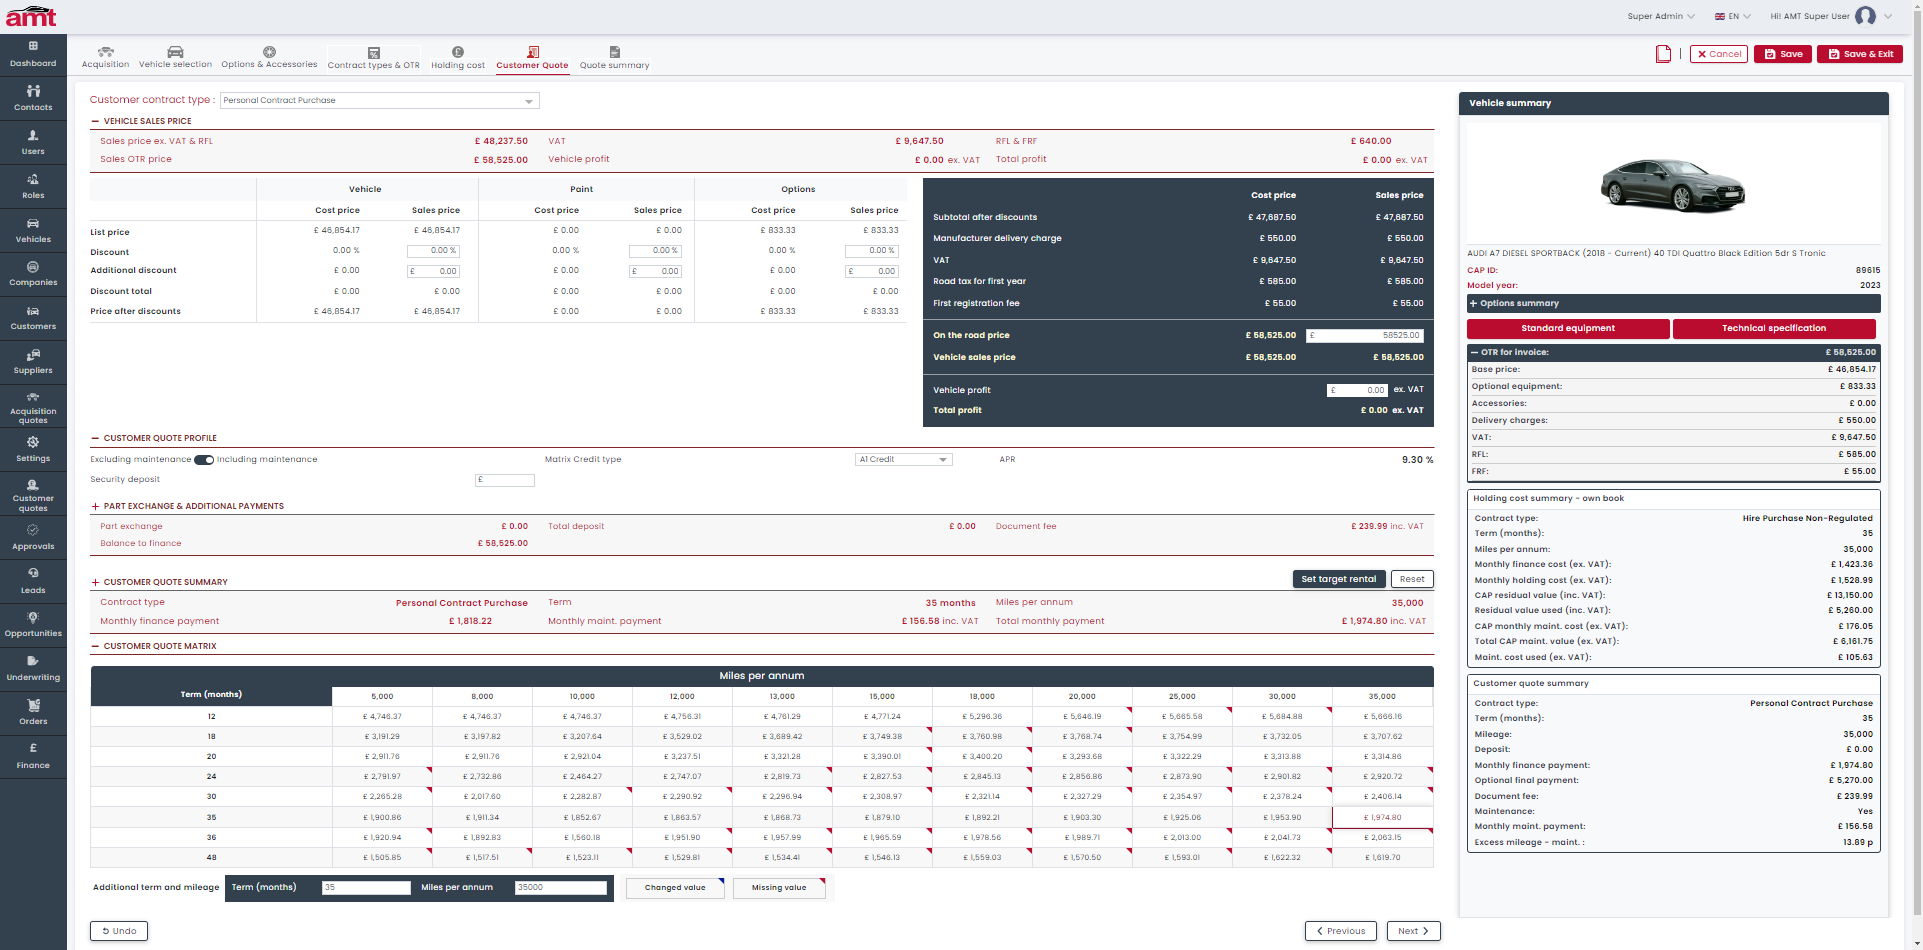 amt
Super Admin
EN
Hi! AMT Super User
Dashboard
Contacts
Users
Roles
Vehicles
Companies
Customers
Suppliers
Acquisition quotes
Settings
Customer quotes
Approvals
Leads
Opportunities
Underwriting
Orders
Finance
Acquisition Vehicle selection Options & Accessories Contract types & OTR Holding cost Customer Quote Quote summary
Cancel Save Save & Exit
Customer contract type : Personal Contract Purchase
VEHICLE SALES PRICE
Sales price ex. VAT & RFL £ 48,237.50 VAT £ 9,647.50 RFL & FRF £ 640.00
Sales OTR price £ 58,525.00 Vehicle profit £ 0.00 ex. VAT Total profit £ 0.00 ex. VAT
Vehicle Paint Options
Cost price Sales price Cost price Sales price Cost price Sales price
List price £ 46,854.17 £ 46,854.17 £ 0.00 £ 0.00 £ 833.33 £ 833.33
Discount 0.00 % 0.00 % 0.00 % 0.00 % 0.00 % 0.00 %
Additional discount £ 0.00 £ 0.00 £ 0.00 £ 0.00 £ 0.00 £ 0.00
Discount total £ 0.00 £ 0.00 £ 0.00 £ 0.00 £ 0.00 £ 0.00
Price after discounts £ 46,854.17 £ 46,854.17 £ 0.00 £ 0.00 £ 833.33 £ 833.33
Cost price Sales price
Subtotal after discounts £ 47,687.50 £ 47,687.50
Manufacturer delivery charge £ 550.00 £ 550.00
VAT £ 9,647.50 £ 9,647.50
Road tax for first year £ 585.00 £ 585.00
First registration fee £ 55.00 £ 55.00
On the road price £ 58,525.00 £ 58525.00
Vehicle sales price £ 58,525.00 £ 58,525.00
Vehicle profit £ 0.00 ex. VAT
Total profit £ 0.00 ex. VAT
CUSTOMER QUOTE PROFILE
Excluding maintenance Including maintenance Matrix Credit type A1 Credit APR 9.30 %
Security deposit £
PART EXCHANGE & ADDITIONAL PAYMENTS
Part exchange £ 0.00 Total deposit £ 0.00 Document fee £ 239.99 inc. VAT
Balance to finance £ 58,525.00
CUSTOMER QUOTE SUMMARY Set target rental Reset
Contract type Personal Contract Purchase Term 35 months Miles per annum 35,000
Monthly finance payment £ 1,818.22 Monthly maint. payment £ 156.58 inc. VAT Total monthly payment £ 1,974.80 inc. VAT
CUSTOMER QUOTE MATRIX
Miles per annum
Term (months) 5,000 8,000 10,000 12,000 13,000 15,000 18,000 20,000 25,000 30,000 35,000
12 £ 4,746.37 £ 4,746.37 £ 4,746.37 £ 4,756.31 £ 4,761.29 £ 4,771.24 £ 5,296.36 £ 5,646.19 £ 5,665.58 £ 5,684.88 £ 5,666.16
18 £ 3,191.29 £ 3,197.82 £ 3,207.64 £ 3,529.02 £ 3,689.42 £ 3,749.38 £ 3,760.98 £ 3,768.74 £ 3,754.99 £ 3,732.05 £ 3,707.62
20 £ 2,911.76 £ 2,911.76 £ 2,921.04 £ 3,237.51 £ 3,321.28 £ 3,390.01 £ 3,400.20 £ 3,293.68 £ 3,322.29 £ 3,313.88 £ 3,314.86
24 £ 2,791.97 £ 2,732.86 £ 2,464.27 £ 2,747.07 £ 2,819.73 £ 2,827.53 £ 2,845.13 £ 2,856.86 £ 2,873.90 £ 2,901.82 £ 2,920.72
30 £ 2,265.28 £ 2,017.60 £ 2,282.87 £ 2,290.92 £ 2,296.94 £ 2,308.97 £ 2,321.14 £ 2,327.29 £ 2,354.97 £ 2,378.24 £ 2,406.14
35 £ 1,900.86 £ 1,911.34 £ 1,852.67 £ 1,863.57 £ 1,868.73 £ 1,879.10 £ 1,892.21 £ 1,903.30 £ 1,925.06 £ 1,953.90 £ 1,974.80
36 £ 1,920.94 £ 1,892.83 £ 1,560.18 £ 1,951.90 £ 1,957.99 £ 1,965.59 £ 1,978.56 £ 1,989.71 £ 2,013.00 £ 2,041.73 £ 2,063.15
48 £ 1,505.85 £ 1,517.51 £ 1,523.11 £ 1,529.81 £ 1,534.41 £ 1,546.13 £ 1,559.03 £ 1,570.50 £ 1,593.01 £ 1,622.32 £ 1,619.70
Additional term and mileage Term (months) 35 Miles per annum 35000 Changed value Missing value
Undo Previous Next
Vehicle summary
AUDI A7 DIESEL SPORTBACK (2018 - Current) 40 TDI Quattro Black Edition 5dr S Tronic
CAP ID: 89615
Model year: 2023
Options summary
Standard equipment Technical specification
OTR for invoice: £ 58,525.00
Base price: £ 46,854.17
Optional equipment: £ 833.33
Accessories: £ 0.00
Delivery charges: £ 550.00
VAT: £ 9,647.50
RFL: £ 585.00
FRF: £ 55.00
Holding cost summary - own book
Contract type: Hire Purchase Non-Regulated
Term (months): 35
Miles per annum: 35,000
Monthly finance cost (ex. VAT): £ 1,423.36
Monthly holding cost (ex. VAT): £ 1,528.99
CAP residual value (inc. VAT): £ 13,150.00
Residual value used (inc. VAT): £ 5,260.00
CAP monthly maint. cost (ex. VAT): £ 176.05
Total CAP maint. value (ex. VAT): £ 6,161.75
Maint. cost used (ex. VAT): £ 105.63
Customer quote summary
Contract type: Personal Contract Purchase
Term (months): 35
Mileage: 35,000
Deposit: £ 0.00
Monthly finance payment: £ 1,974.80
Optional final payment: £ 5,270.00
Document fee: £ 239.99
Maintenance: Yes
Monthly maint. payment: £ 156.58
Excess mileage - maint. : 13.89 p